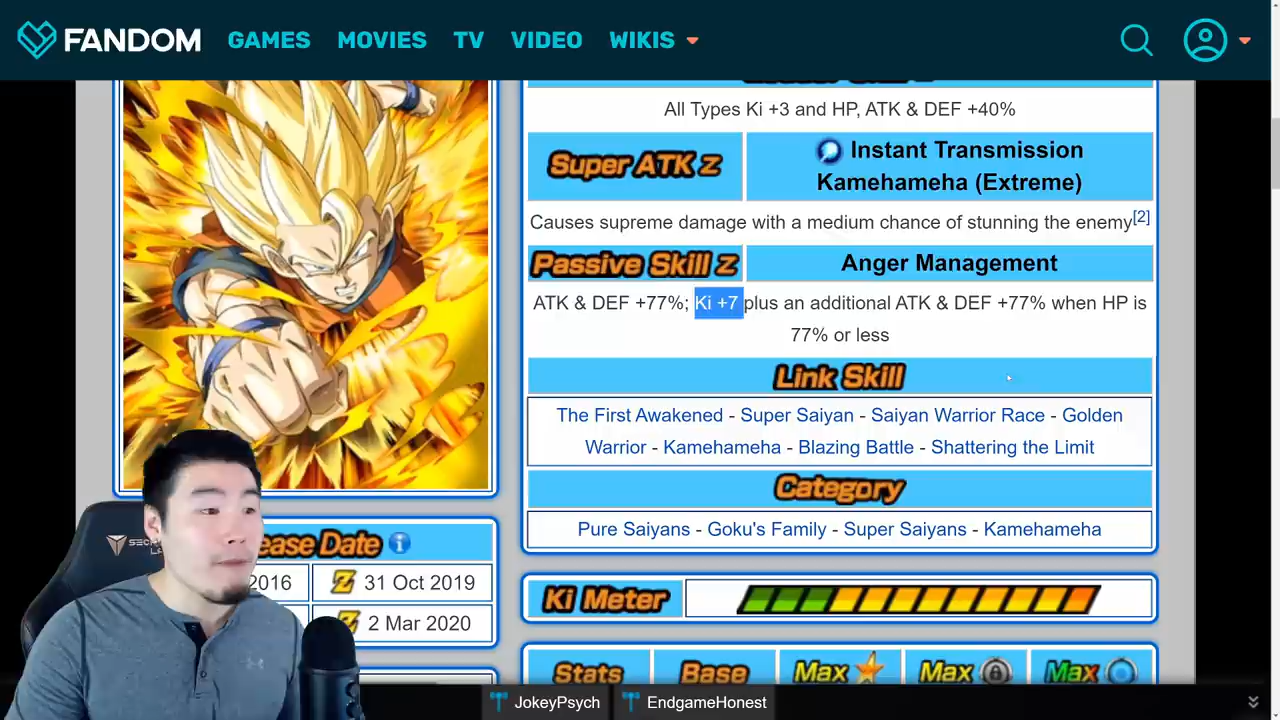 FANDOM GAMES MOVIES TV VIDEO WIKIS
All Types Ki +3 and HP, ATK & DEF +40%
Super ATK Z
Instant Transmission
Kamehameha (Extreme)
Causes supreme damage with a medium chance of stunning the enemy[2]
Passive Skill Z
Anger Management
ATK & DEF +77%; Ki +7 plus an additional ATK & DEF +77% when HP is
77% or less
Link Skill
The First Awakened - Super Saiyan - Saiyan Warrior Race - Golden
Warrior - Kamehameha - Blazing Battle - Shattering the Limit
Category
Pure Saiyans - Goku's Family - Super Saiyans - Kamehameha
ease Date
2016
Z 31 Oct 2019
Z 2 Mar 2020
Ki Meter
Stats Base Max Max Max
JokeyPsych EndgameHonest